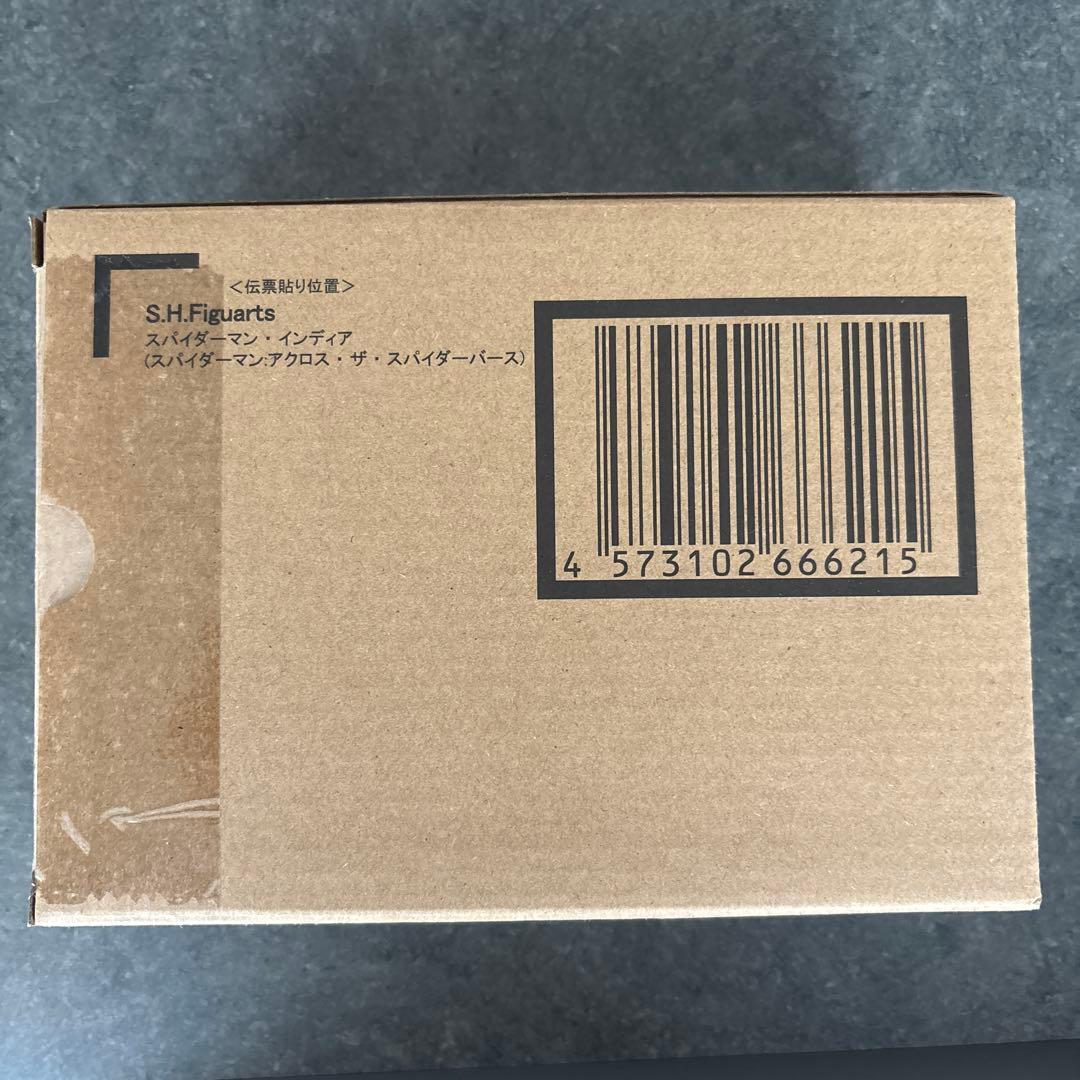 ＜伝票貼り位置＞
S.H.Figuarts
スパイダーマン・インディア
(スパイダーマン:アクロス・ザ・スパイダーバース)
4 573102 666215